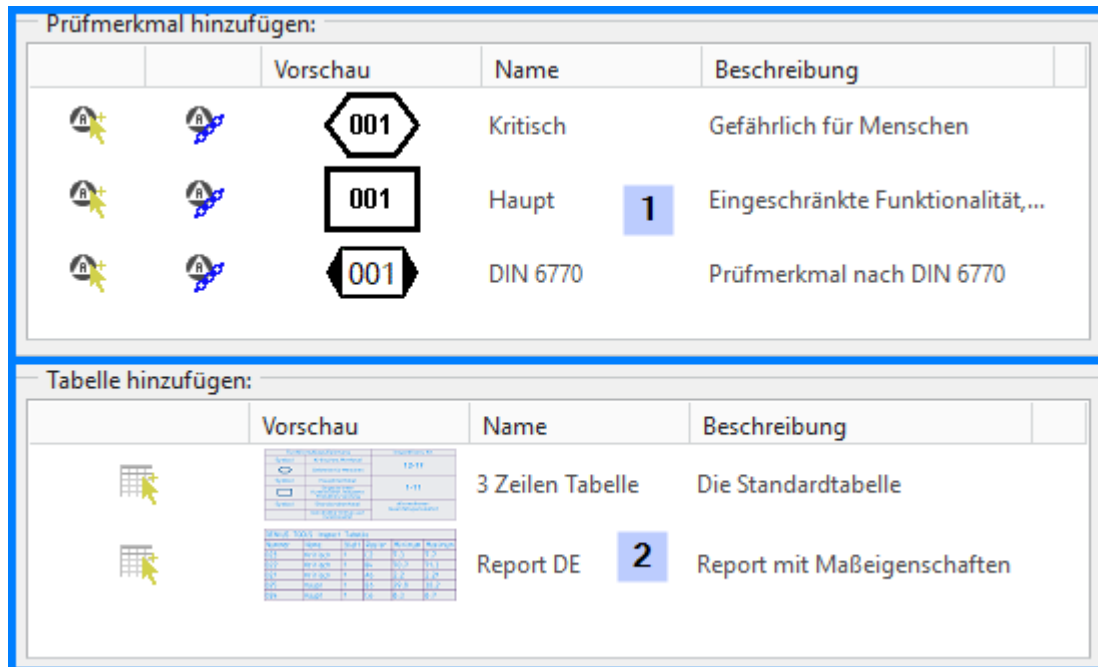 Prüfmerkmal hinzufügen:
Vorschau Name Beschreibung
001 Kritisch Gefährlich für Menschen
001 Haupt 1 Eingeschränkte Funktionalität,...
001 DIN 6770 Prüfmerkmal nach DIN 6770
Tabelle hinzufügen:
Vorschau Name Beschreibung
3 Zeilen Tabelle Die Standardtabelle
Report DE 2 Report mit Maßeigenschaften